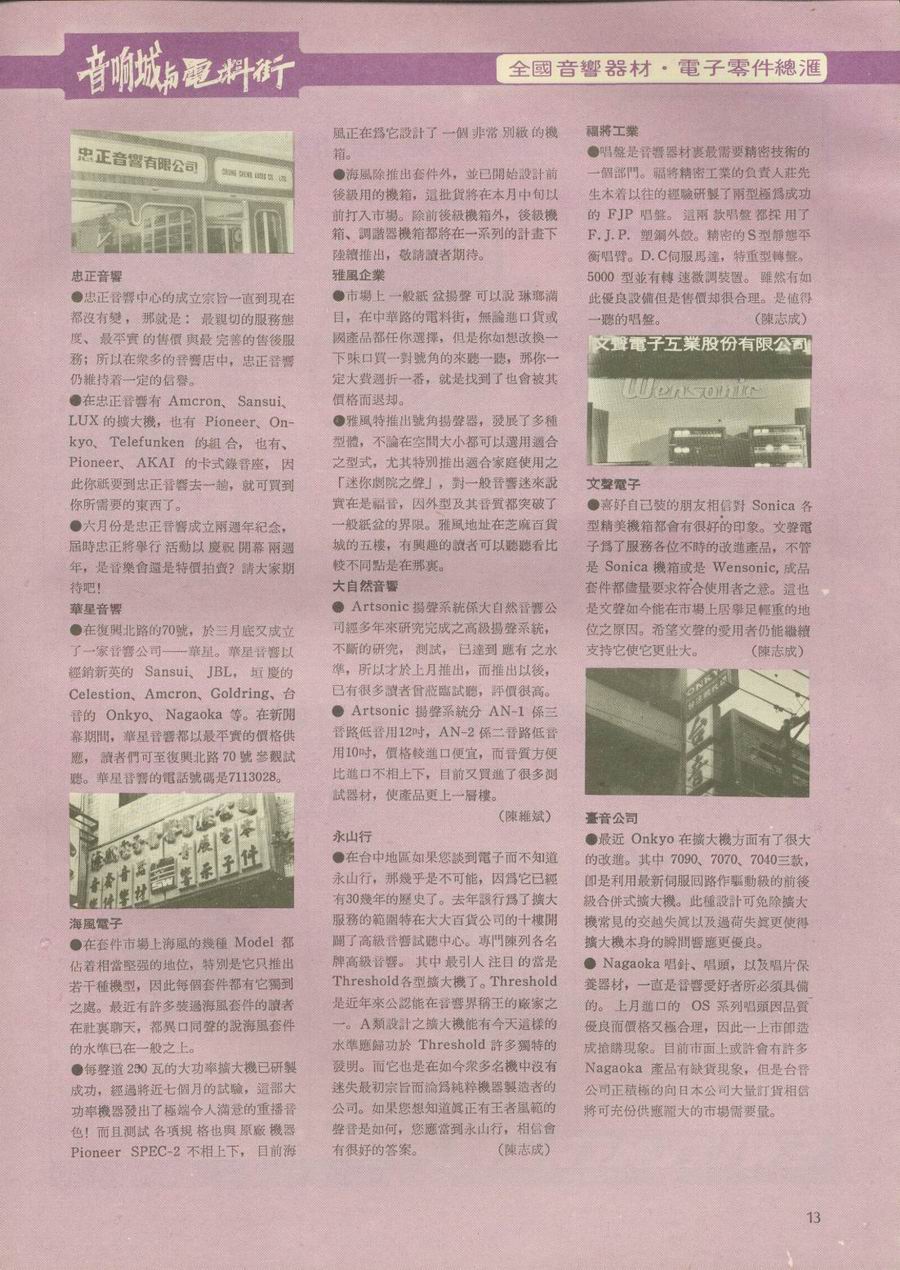 音响城与電料街
全國音響器材・電子零件總滙
忠正音響有限公司
CHUNG CHENG AUDIO CO., LTD.
忠正音響
●忠正音響中心的成立宗旨一直到現在
都沒有變，那就是：最親切的服務態
度、最平實的售價與最完善的售後服
務；所以在衆多的音響店中，忠正音響
仍維持着一定的信譽。
●在忠正音響有 Amcron、Sansui、
LUX 的擴大機，也有 Pioneer、On-
kyo、Telefunken 的組合，也有、
Pioneer、AKAI 的卡式錄音座，因
此你祇要到忠正音響去一趟，就可買到
你所需要的東西了。
●六月份是忠正音響成立兩週年紀念，
屆時忠正將舉行活動以慶祝開幕兩週
年，是音樂會還是特價拍賣？請大家期
待吧！
華星音響
●在復興北路的70號，於三月底又成立
了一家音響公司——華星。華星音響以
經銷新英的 Sansui、JBL，垣慶的
Celestion、Amcron、Goldring、台
音的 Onkyo、Nagaoka 等。在新開
幕期間，華星音響都以最平實的價格供
應，讀者們可至復興北路 70 號參觀試
聽。華星音響的電話號碼是7113028。
海風電子
●在套件市場上海風的幾種 Model 都
佔着相當堅强的地位，特別是它只推出
若干種機型，因此每個套件都有它獨到
之處。最近有許多裝過海風套件的讀者
在社裏聊天，都異口同聲的說海風套件
的水準已在一般之上。
●每聲道 200 瓦的大功率擴大機已研製
成功，經過將近七個月的試驗，這部大
功率機器發出了極端令人滿意的重播音
色！而且測試各項規格也與原廠機器
Pioneer SPEC-2 不相上下，目前海
風正在爲它設計了一個非常別緻的機
箱。
●海風除推出套件外，並已開始設計前
後級用的機箱，這批貨將在本月中旬以
前打入市場。除前後級機箱外，後級機
箱、調諧器機箱都將在一系列的計畫下
陸續推出，敬請讀者期待。
雅風企業
●市場上一般紙盆揚聲可以說琳瑯滿
目，在中華路的電料街，無論進口貨或
國產品都任你選擇，但是你如想改換一
下味口買一對號角的來聽一聽，那你一
定大費週折一番，就是找到了也會被其
價格而退却。
●雅風特推出號角揚聲器，發展了多種
型體，不論在空間大小都可以選用適合
之型式，尤其特別推出適合家庭使用之
「迷你劇院之聲」，對一般音響迷來說
實在是福音，因外型及其音質都突破了
一般紙盆的界限。雅風地址在芝麻百貨
城的五樓，有興趣的讀者可以聽聽看比
較不同點是在那裏。
大自然音響
● Artsonic 揚聲系統係大自然音響公
司經多年來研究完成之高級揚聲系統，
不斷的研究，測試，已達到應有之水
準，所以才於上月推出，而推出以後，
已有很多讀者曾蒞臨試聽，評價很高。
● Artsonic 揚聲系統分 AN-1 係三
音路低音用12吋，AN-2 係二音路低音
用10吋，價格較進口便宜，而音質方便
比進口不相上下，目前又買進了很多測
試器材，使產品更上一層樓。
（陳維斌）
永山行
●在台中地區如果您談到電子而不知道
永山行，那幾乎是不可能，因爲它已經
有30幾年的歷史了。去年該行爲了擴大
服務的範圍特在大大百貨公司的十樓開
闢了高級音響試聽中心。專門陳列各名
牌高級音響。其中最引人注目的當是
Threshold各型擴大機了。Threshold
是近年來公認能在音響界稱王的廠家之
一。A類設計之擴大機能有今天這樣的
水準應歸功於 Threshold 許多獨特的
發明。而它也是在如今衆多名機中沒有
迷失最初宗旨而淪爲純粹機器製造者的
公司。如果您想知道眞正有王者風範的
聲音是如何，您應當到永山行，相信會
有很好的答案。（陳志成）
福將工業
●唱盤是音響器材裏最需要精密技術的
一個部門。福將精密工業的負責人莊先
生本着以往的經驗研製了兩型極爲成功
的 FJP 唱盤。這兩款唱盤都採用了
F. J. P. 塑鋼外殼。精密的S型靜態平
衡唱臂。D. C伺服馬達，特重型轉盤。
5000 型並有轉速微調裝置。雖然有如
此優良設備但是售價却很合理。是値得
一聽的唱盤。（陳志成）
文聲電子工業股份有限公司
Wensonic
文聲電子
●喜好自己裝的朋友相信對 Sonica 各
型精美機箱都會有很好的印象。文聲電
子爲了服務各位不時的改進產品，不管
是 Sonica 機箱或是 Wensonic, 成品
套件都儘量要求符合使用者之意。這也
是文聲如今能在市場上居擧足輕重的地
位之原因。希望文聲的愛用者仍能繼續
支持它使它更壯大。（陳志成）
ONKYO
台音
臺音公司
●最近 Onkyo 在擴大機方面有了很大
的改進。其中 7090、7070、7040三款，
卽是利用最新伺服回路作驅動級的前後
級合併式擴大機。此種設計可免除擴大
機常見的交越失眞以及過荷失眞更使得
擴大機本身的瞬間響應更優良。
● Nagaoka 唱針、唱頭，以及唱片保
養器材，一直是音響愛好者所必須具備
的。上月進口的 OS 系列唱頭因品質
優良而價格又極合理，因此一上市卽造
成搶購現象。目前市面上或許會有許多
Nagaoka 產品有缺貨現象，但是台音
公司正積極的向日本公司大量訂貨相信
將可充份供應龐大的市場需要量。
13